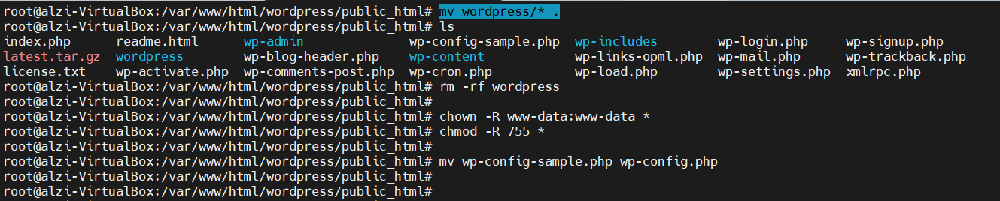 root@alzi-VirtualBox:/var/www/html/wordpress/public_html# mv wordpress/* .
root@alzi-VirtualBox:/var/www/html/wordpress/public_html# ls
index.php readme.html wp-admin wp-config-sample.php wp-includes wp-login.php wp-signup.php
latest.tar.gz wordpress wp-blog-header.php wp-content wp-links-opml.php wp-mail.php wp-trackback.php
license.txt wp-activate.php wp-comments-post.php wp-cron.php wp-load.php wp-settings.php xmlrpc.php
root@alzi-VirtualBox:/var/www/html/wordpress/public_html# rm -rf wordpress
root@alzi-VirtualBox:/var/www/html/wordpress/public_html#
root@alzi-VirtualBox:/var/www/html/wordpress/public_html# chown -R www-data:www-data *
root@alzi-VirtualBox:/var/www/html/wordpress/public_html# chmod -R 755 *
root@alzi-VirtualBox:/var/www/html/wordpress/public_html#
root@alzi-VirtualBox:/var/www/html/wordpress/public_html# mv wp-config-sample.php wp-config.php
root@alzi-VirtualBox:/var/www/html/wordpress/public_html#
root@alzi-VirtualBox:/var/www/html/wordpress/public_html#